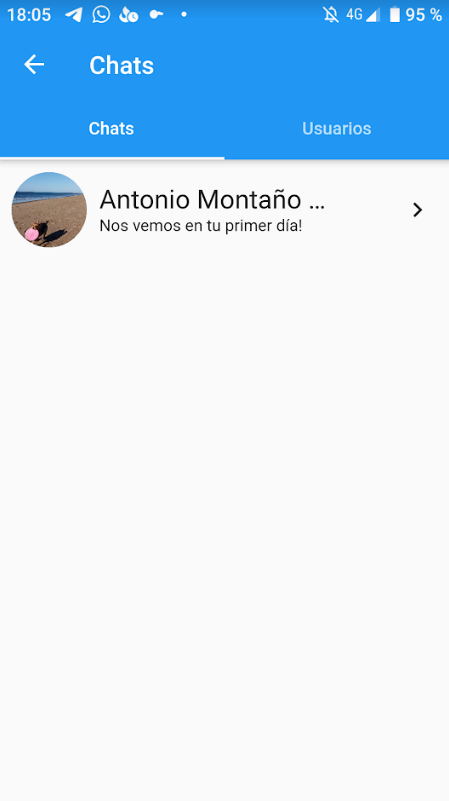 18:05 4G 95 %
Chats
Chats Usuarios
Antonio Montaño ...
Nos vemos en tu primer día!